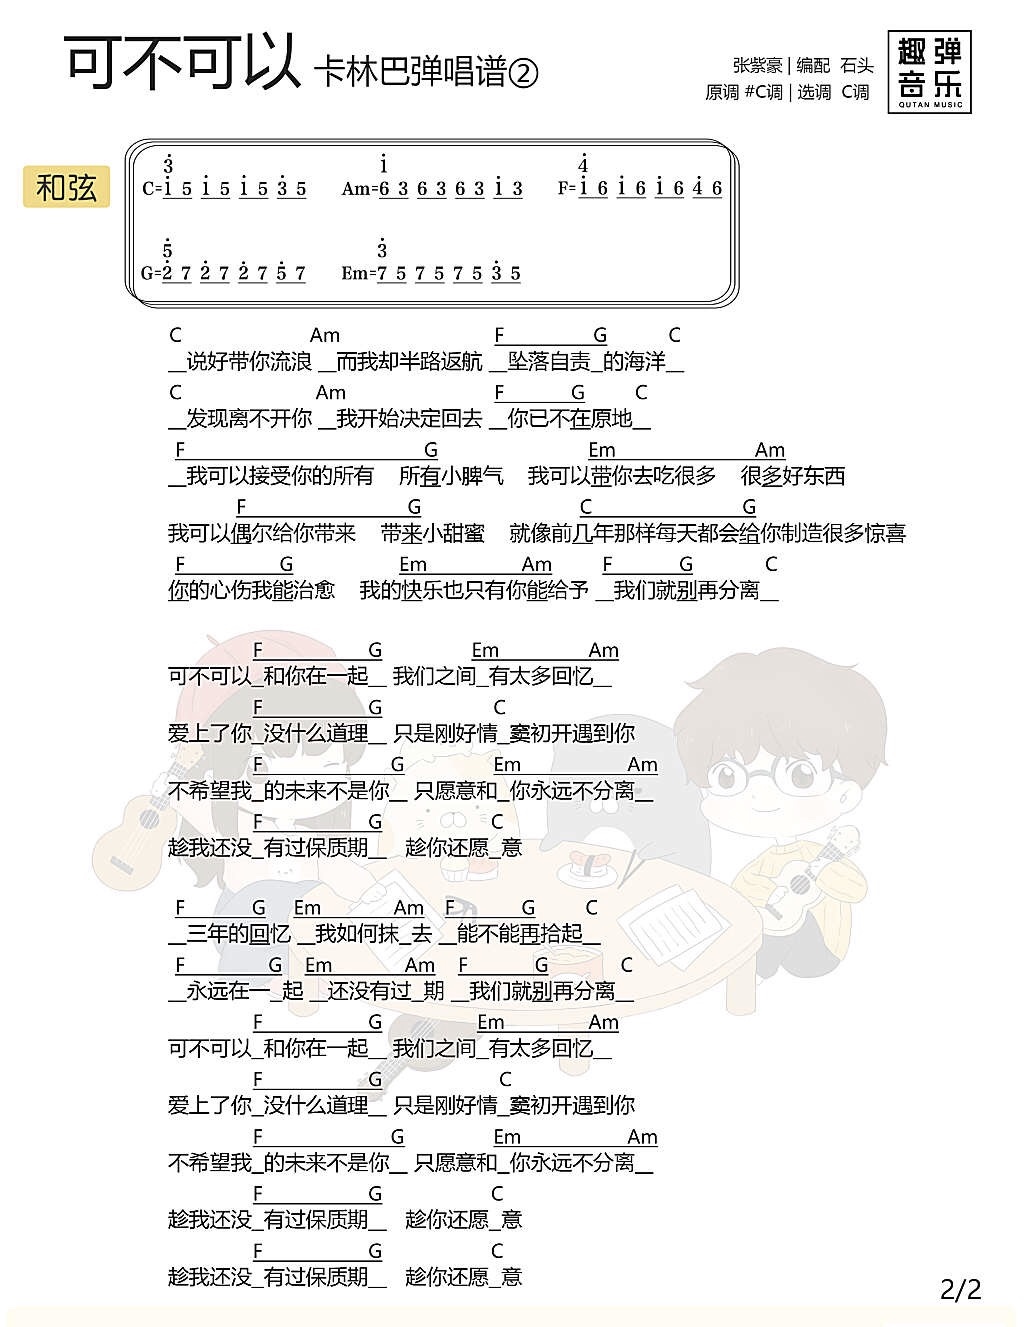 可不可以 卡林巴弹唱谱②
张紫豪 | 编配 石头
原调 #C调 | 选调 C调
趣弹
音乐
QUTAN MUSIC
和弦
3̇ 1̇ 4̇
C=1̇ 5 1̇ 5 1̇ 5 3̇ 5 Am=6 3 6 3 6 3 1̇ 3 F=1̇ 6 1̇ 6 1̇ 6 4̇ 6
5̇ 3̇
G=2̇ 7 2̇ 7 2̇ 7 5̇ 7 Em=7 5 7 5 7 5 3̇ 5
C Am F G C
__说好带你流浪 __而我却半路返航 __坠落自责_的海洋__
C Am F G C
__发现离不开你 __我开始决定回去 __你已不在原地__
F G Em Am
__我可以接受你的所有 所有小脾气 我可以带你去吃很多 很多好东西
F G C G
我可以偶尔给你带来 带来小甜蜜 就像前几年那样每天都会给你制造很多惊喜
F G Em Am F G C
你的心伤我能治愈 我的快乐也只有你能给予 __我们就别再分离__
F G Em Am
可不可以_和你在一起__ 我们之间_有太多回忆__
F G C
爱上了你_没什么道理__ 只是刚好情_窦初开遇到你
F G Em Am
不希望我_的未来不是你__ 只愿意和_你永远不分离__
F G C
趁我还没_有过保质期__ 趁你还愿_意
F G Em Am F G C
__三年的回忆 __我如何抹_去 __能不能再拾起__
F G Em Am F G C
__永远在一_起 __还没有过_期 __我们就别再分离__
F G Em Am
可不可以_和你在一起__ 我们之间_有太多回忆__
F G C
爱上了你_没什么道理__ 只是刚好情_窦初开遇到你
F G Em Am
不希望我_的未来不是你__ 只愿意和_你永远不分离__
F G C
趁我还没_有过保质期__ 趁你还愿_意
F G C
趁我还没_有过保质期__ 趁你还愿_意
2/2